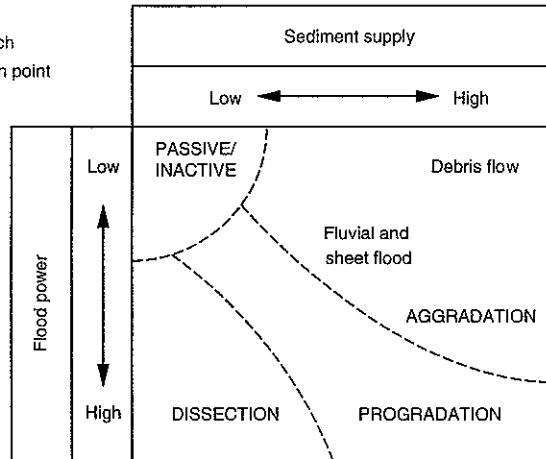 Sediment supply
point
Low
High
PASSIVE/
INACTIVE
Debris flow
Low
Fluvial and
sheet flood
Flood power
AGGRADATION
High
DISSECTION
PROGRADATION